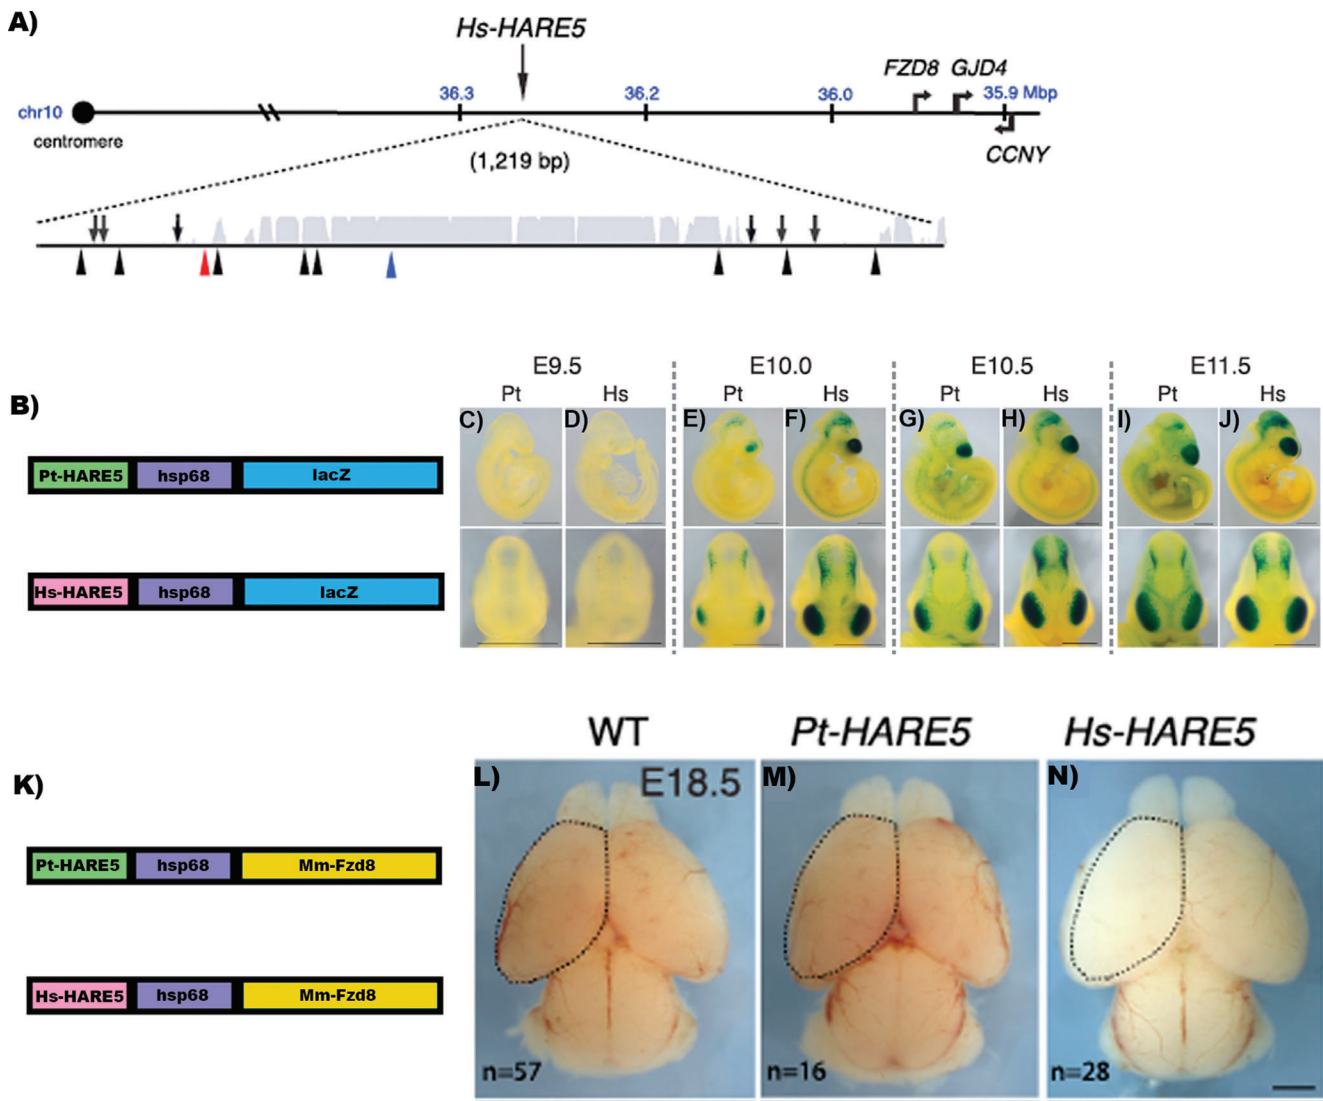 A)
Hs-HARE5
FZD8 GJD4
chr10 36.3 36.2 36.0 35.9 Mbp
centromere
CCNY
(1,219 bp)
E9.5 E10.0 E10.5 E11.5
B) Pt Hs Pt Hs Pt Hs Pt Hs
C) D) E) F) G) H) I) J)
Pt-HARE5 hsp68 lacZ
Hs-HARE5 hsp68 lacZ
WT Pt-HARE5 Hs-HARE5
K) L) E18.5 M) N)
Pt-HARE5 hsp68 Mm-Fzd8
Hs-HARE5 hsp68 Mm-Fzd8
n=57 n=16 n=28